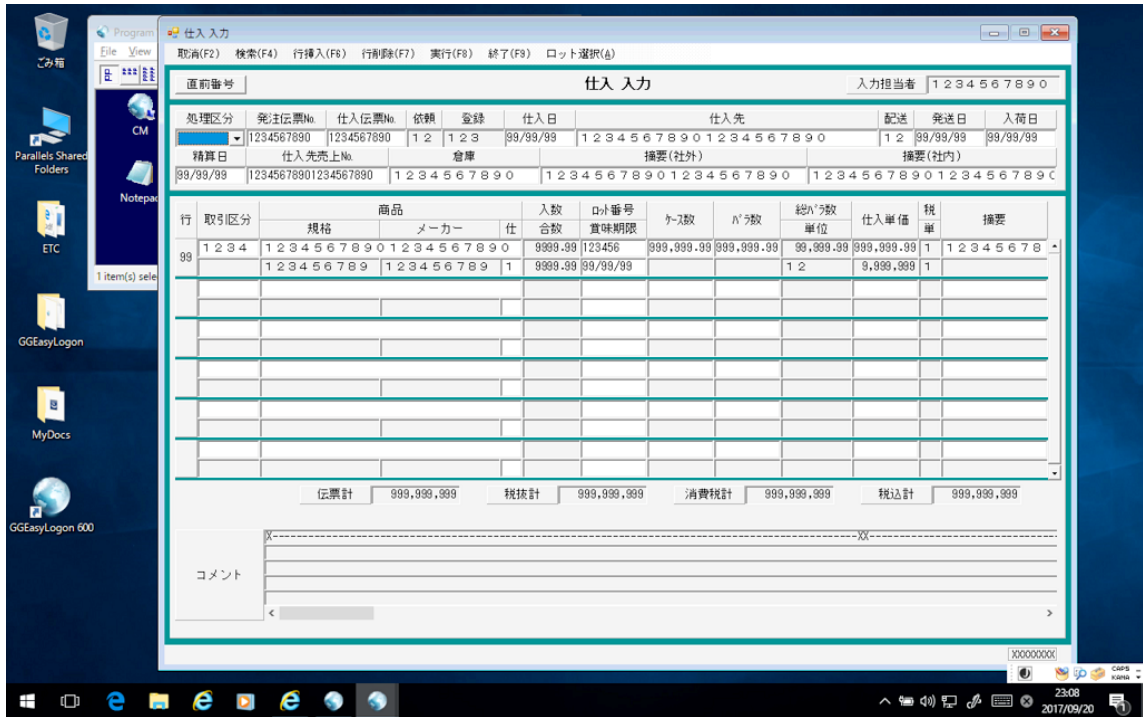 ごみ箱
Parallels Shared Folders
ETC
GGEasyLogon
MyDocs
GGEasyLogon 600
Program
File View
CM
Notepad
1 item(s) sele
仕入 入力
取消(F2) 検索(F4) 行挿入(F6) 行削除(F7) 実行(F8) 終了(F9) ロット選択(A)
直前番号 仕入 入力 入力担当者 1234567890
処理区分 発注伝票No. 仕入伝票No. 依頼 登録 仕入日 仕入先 配送 発送日 入荷日
1234567890 1234567890 12 123 99/99/99 12345678901234567890 12 99/99/99 99/99/99
精算日 仕入先売上No. 倉庫 摘要(社外) 摘要(社内)
99/99/99 12345678901234567890 1234567890 12345678901234567890 1234567890123456789
行 取引区分 商品 入数 ロット番号 ケース数 バラ数 総バラ数 仕入単価 税 摘要
規格 メーカー 仕 合数 賞味期限 単位 単
99 1234 12345678901234567890 9999.99 123456 999,999.99 999,999.99 99,999.99 999,999.99 1 12345678
123456789 123456789 1 9999.99 99/99/99 12 9,999,999 1
伝票計 999,999,999 税抜計 999,999,999 消費税計 999,999,999 税込計 999,999,999
コメント
X--------------------------------------------------------------------------------XX--------------------------
XXXXXXXX
CAPS
KANA
23:08
2017/09/20